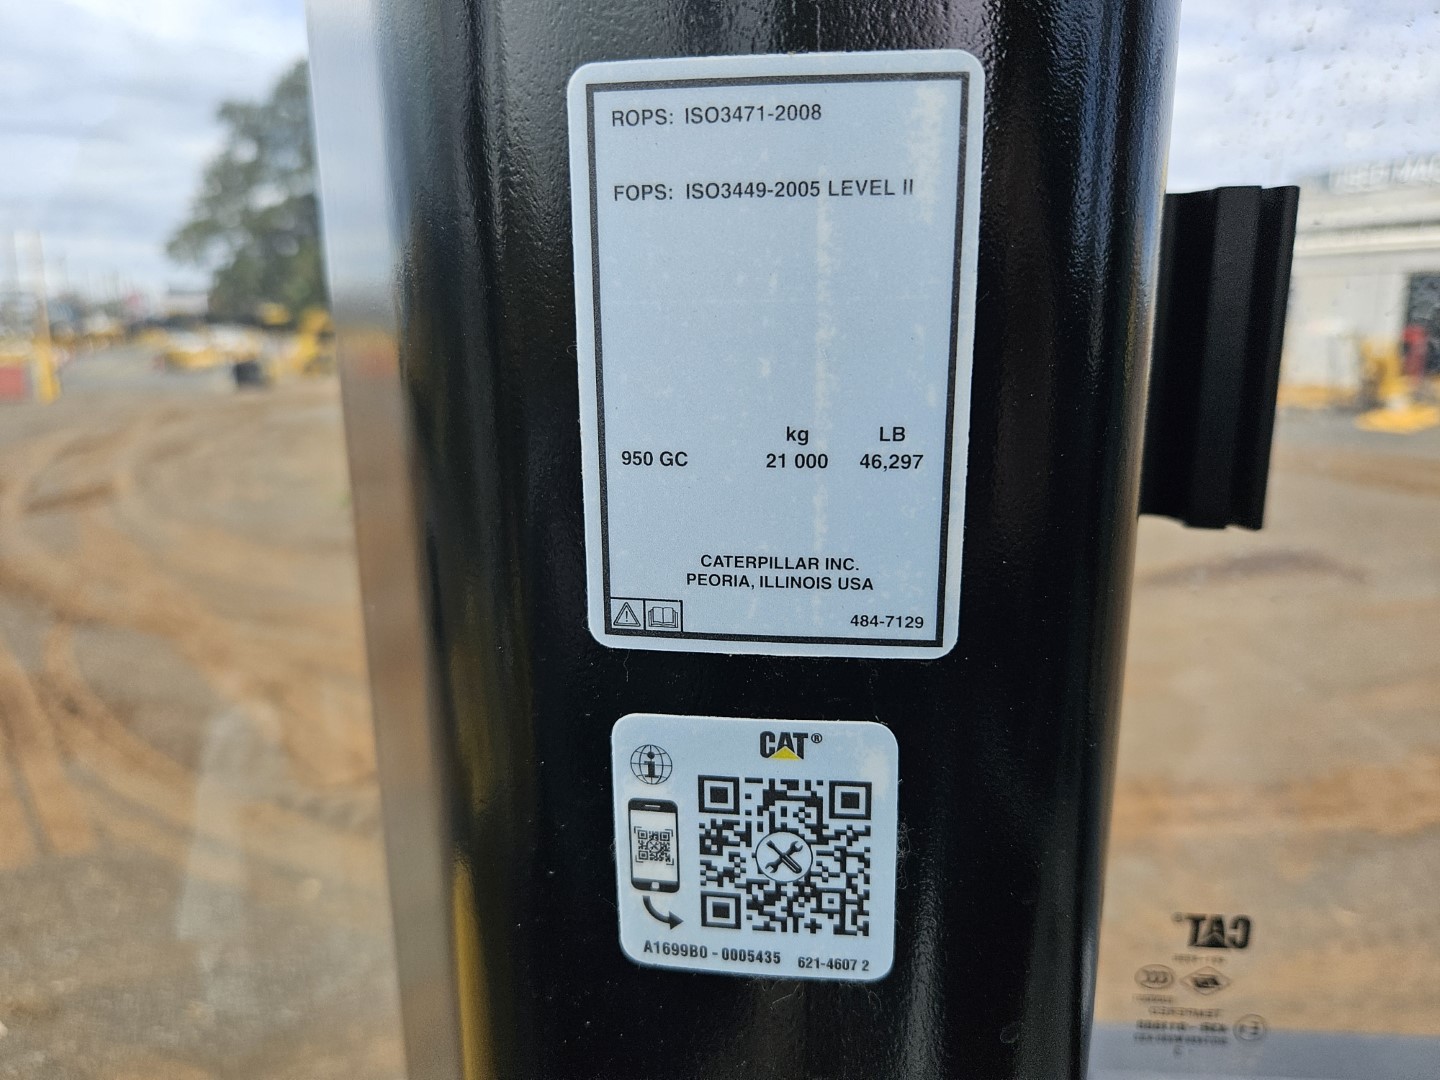 ROPS: ISO3471-2008
FOPS: ISO3449-2005 LEVEL II
kg LB
950 GC 21 000 46,297
CATERPILLAR INC.
PEORIA, ILLINOIS USA
484-7129
CAT®
A1699B0 - 0005435 621-4607 2
CAT®